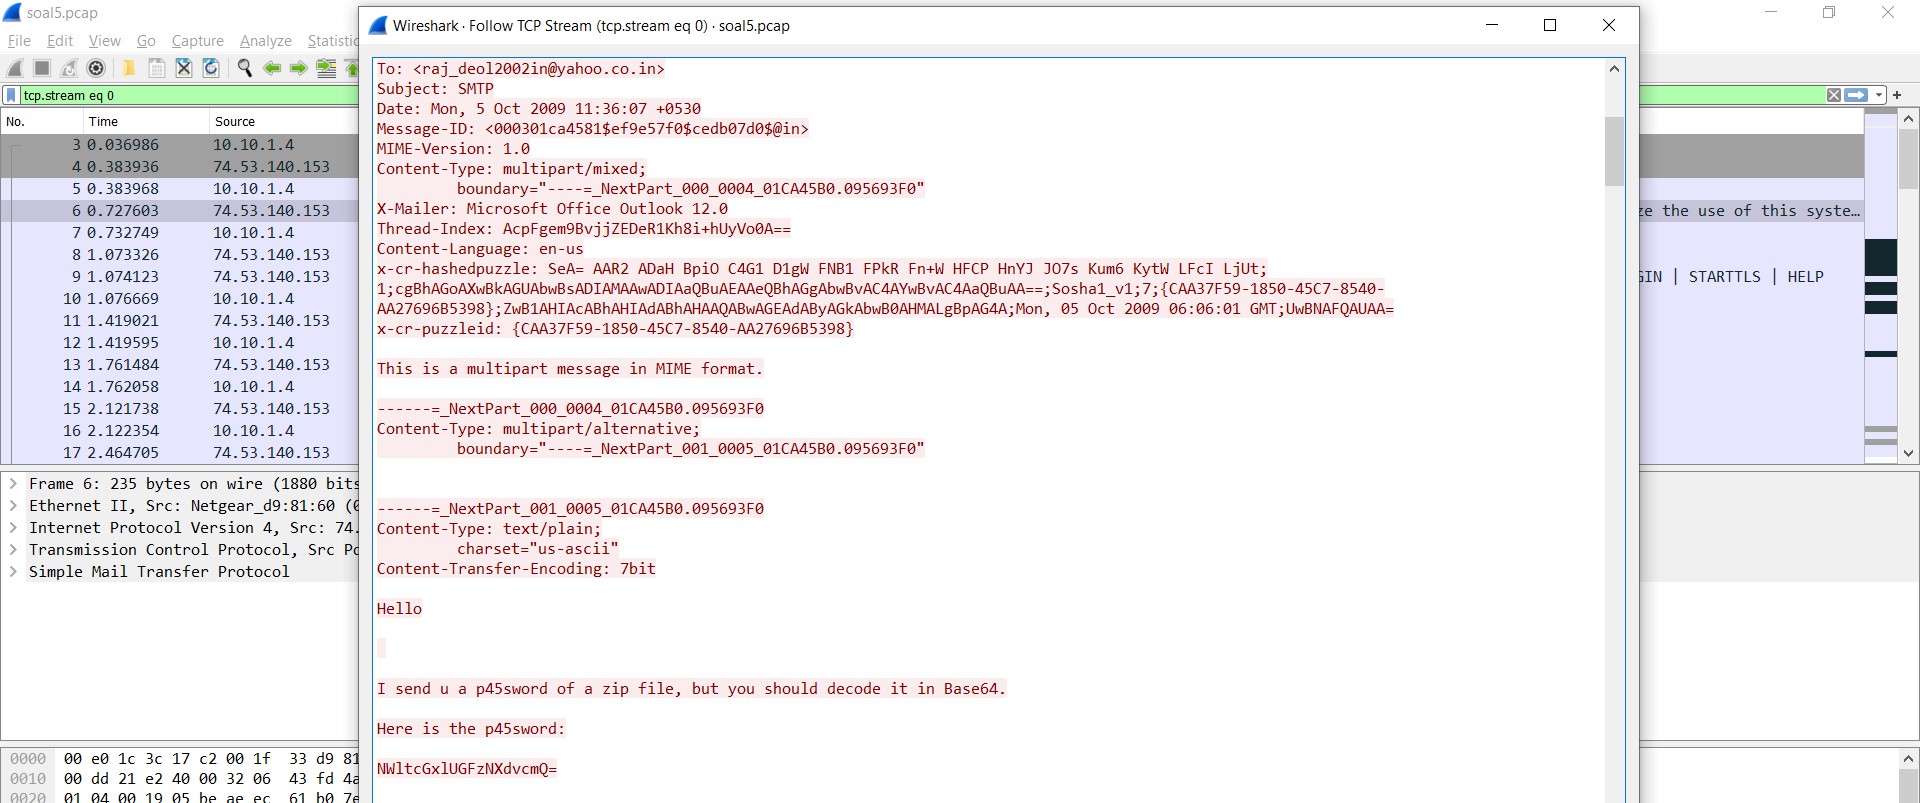 soal5.pcap
File Edit View Go Capture Analyze Statistic
tcp.stream eq 0
No. Time Source
3 0.036986 10.10.1.4
4 0.383936 74.53.140.153
5 0.383968 10.10.1.4
6 0.727603 74.53.140.153
7 0.732749 10.10.1.4
8 1.073326 74.53.140.153
9 1.074123 74.53.140.153
10 1.076669 10.10.1.4
11 1.419021 74.53.140.153
12 1.419595 10.10.1.4
13 1.761484 74.53.140.153
14 1.762058 10.10.1.4
15 2.121738 74.53.140.153
16 2.122354 10.10.1.4
17 2.464705 74.53.140.153
Frame 6: 235 bytes on wire (1880 bits
Ethernet II, Src: Netgear_d9:81:60 (0
Internet Protocol Version 4, Src: 74.
Transmission Control Protocol, Src Po
Simple Mail Transfer Protocol
0000 00 e0 1c 3c 17 c2 00 1f 33 d9 81
0010 00 dd 21 e2 40 00 32 06 43 fd 4a
0020 01 04 00 19 05 be ae ec 61 b0 7e
Wireshark · Follow TCP Stream (tcp.stream eq 0) · soal5.pcap
To: <raj_deol2002in@yahoo.co.in>
Subject: SMTP
Date: Mon, 5 Oct 2009 11:36:07 +0530
Message-ID: <000301ca4581$ef9e57f0$cedb07d0$@in>
MIME-Version: 1.0
Content-Type: multipart/mixed;
boundary="----=_NextPart_000_0004_01CA45B0.095693F0"
X-Mailer: Microsoft Office Outlook 12.0
Thread-Index: AcpFgem9BvjjZEDeR1Kh8i+hUyVo0A==
Content-Language: en-us
x-cr-hashedpuzzle: SeA= AAR2 ADaH BpiO C4G1 D1gW FNB1 FPkR Fn+W HFCP HnYJ JO7s Kum6 KytW LFcI LjUt;
1;cgBhAGoAXwBkAGUAbwBsADIAMAAwADIAaQBuAEAAeQBhAGgAbwBvAC4AYwBvAC4AaQBuAA==;Sosha1_v1;7;{CAA37F59-1850-45C7-8540-
AA27696B5398};ZwB1AHIAcABhAHIAdABhAHAAQABwAGEAdAByAGkAbwB0AHMALgBpAG4A;Mon, 05 Oct 2009 06:06:01 GMT;UwBNAFQAUAA=
x-cr-puzzleid: {CAA37F59-1850-45C7-8540-AA27696B5398}
This is a multipart message in MIME format.
------=_NextPart_000_0004_01CA45B0.095693F0
Content-Type: multipart/alternative;
boundary="----=_NextPart_001_0005_01CA45B0.095693F0"
------=_NextPart_001_0005_01CA45B0.095693F0
Content-Type: text/plain;
charset="us-ascii"
Content-Transfer-Encoding: 7bit
Hello
I send u a p45sword of a zip file, but you should decode it in Base64.
Here is the p45sword:
NWltcGxlUGFzNXdvcmQ=
ze the use of this syste…
GIN | STARTTLS | HELP